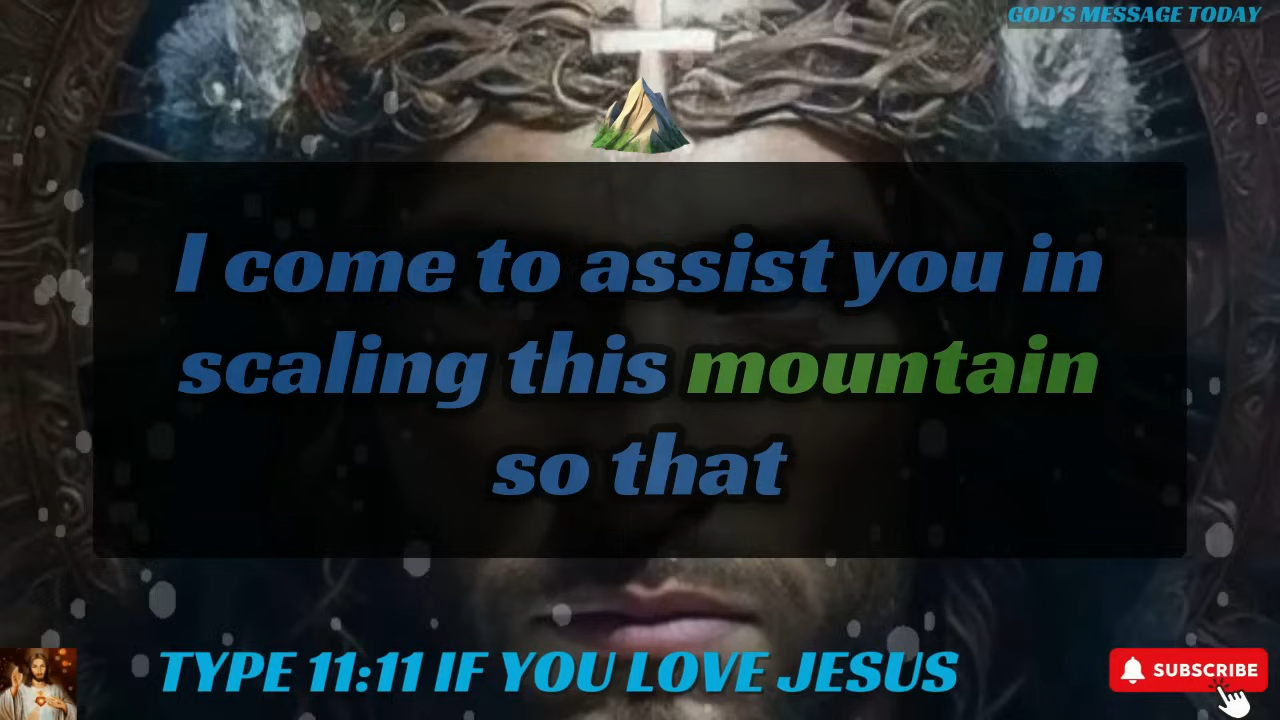 GOD'S MESSAGE TODAY
I come to assist you in
scaling this mountain
so that
TYPE 11:11 IF YOU LOVE JESUS
SUBSCRIBE